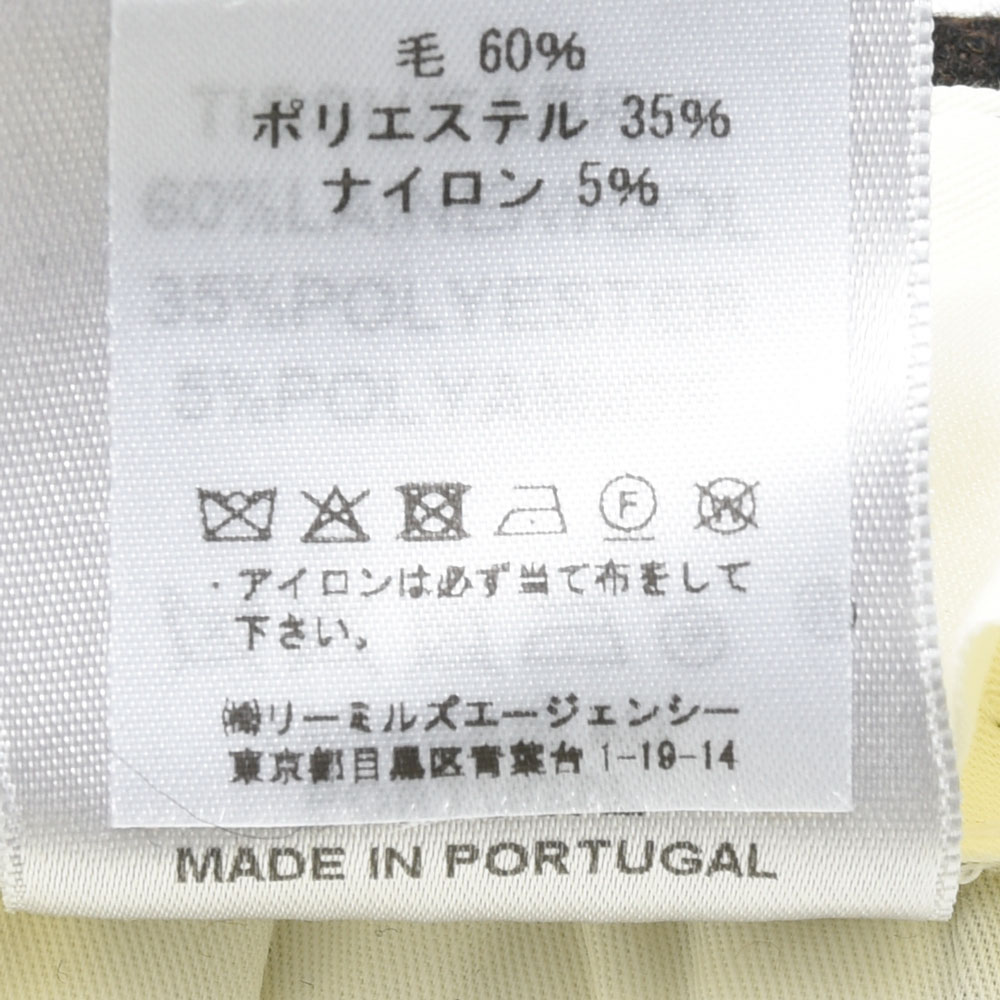 毛 60%
ポリエステル 35%
ナイロン 5%
35%POLYESTER
F
W
・アイロンは必ず当て布をして
下さい。
㈱リーミルズエージェンシー
東京都目黒区青葉台 1-19-14
MADE IN PORTUGAL